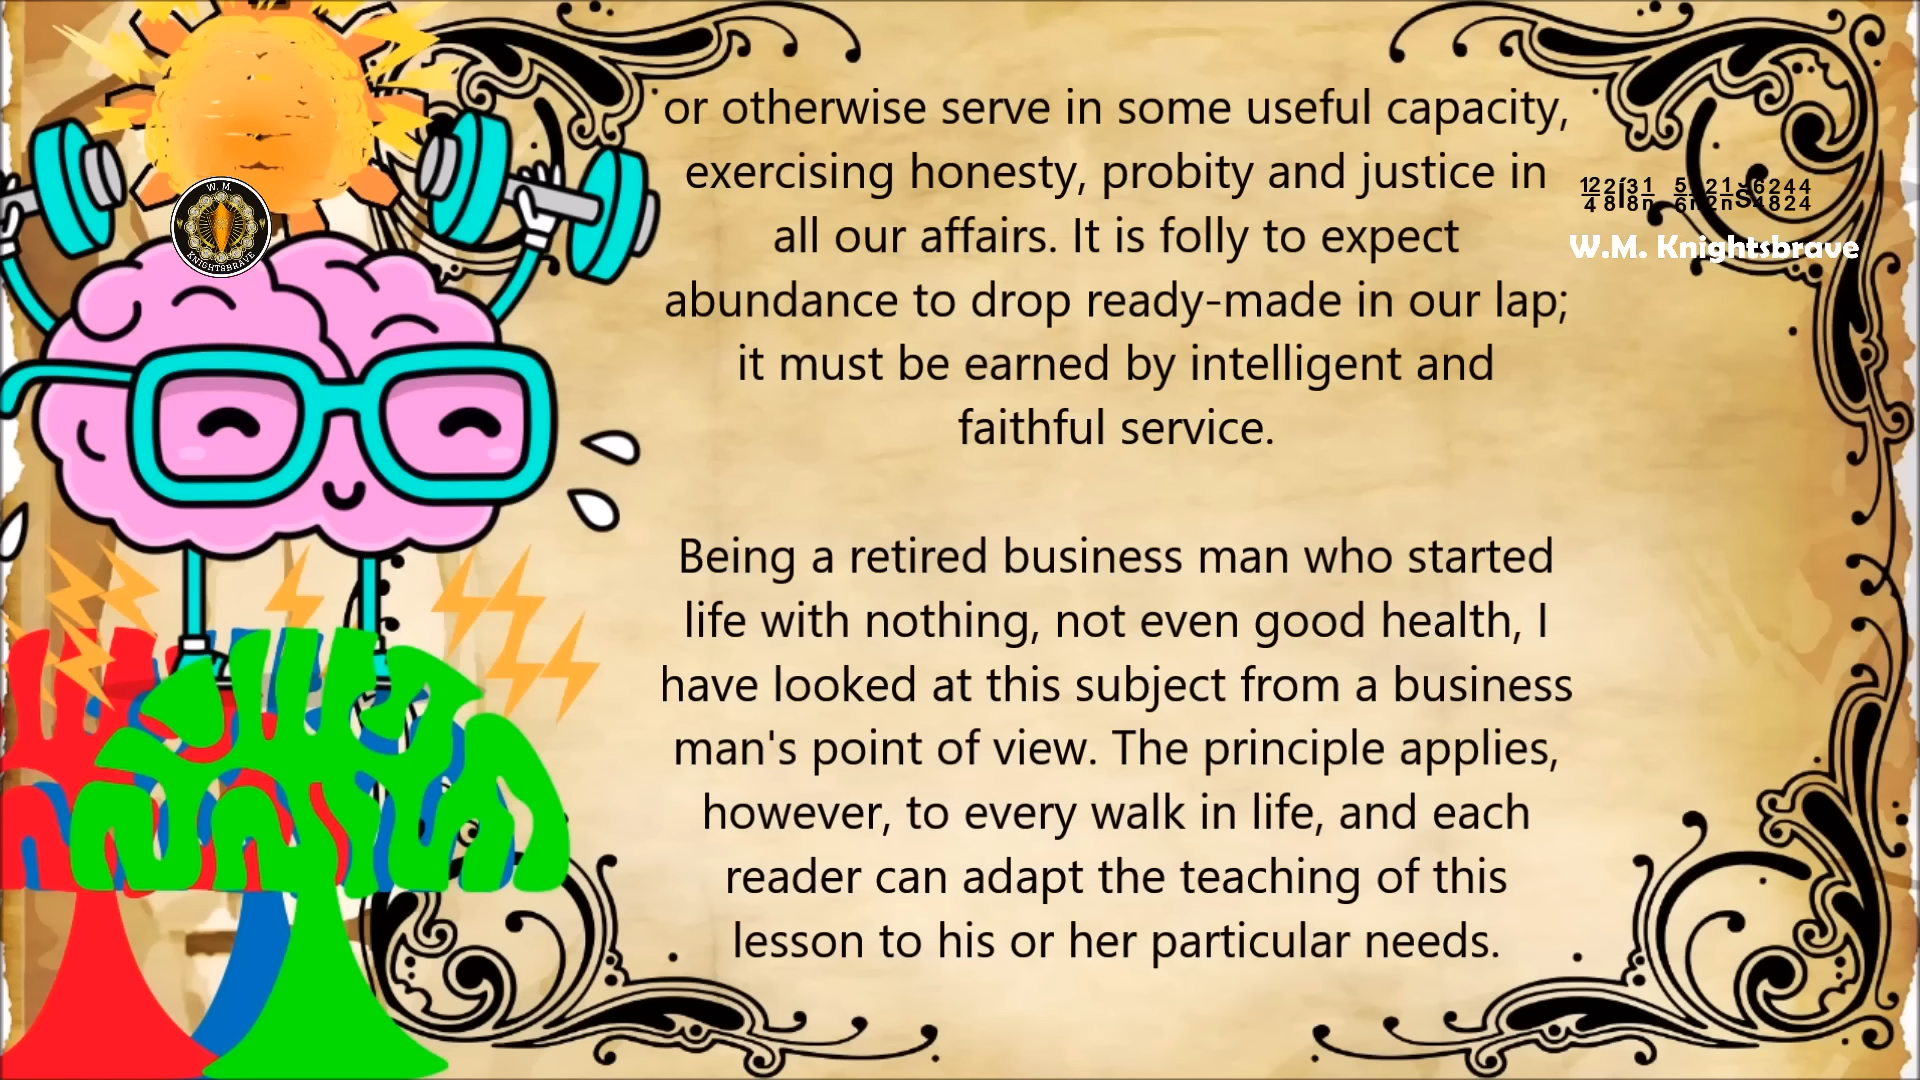 or otherwise serve in some useful capacity,
exercising honesty, probity and justice in
all our affairs. It is folly to expect
abundance to drop ready-made in our lap;
it must be earned by intelligent and
faithful service.
Being a retired business man who started
life with nothing, not even good health, I
have looked at this subject from a business
man's point of view. The principle applies,
however, to every walk in life, and each
reader can adapt the teaching of this
lesson to his or her particular needs.
W.M. Knightsbrave
W. M.
KNIGHTSBRAVE